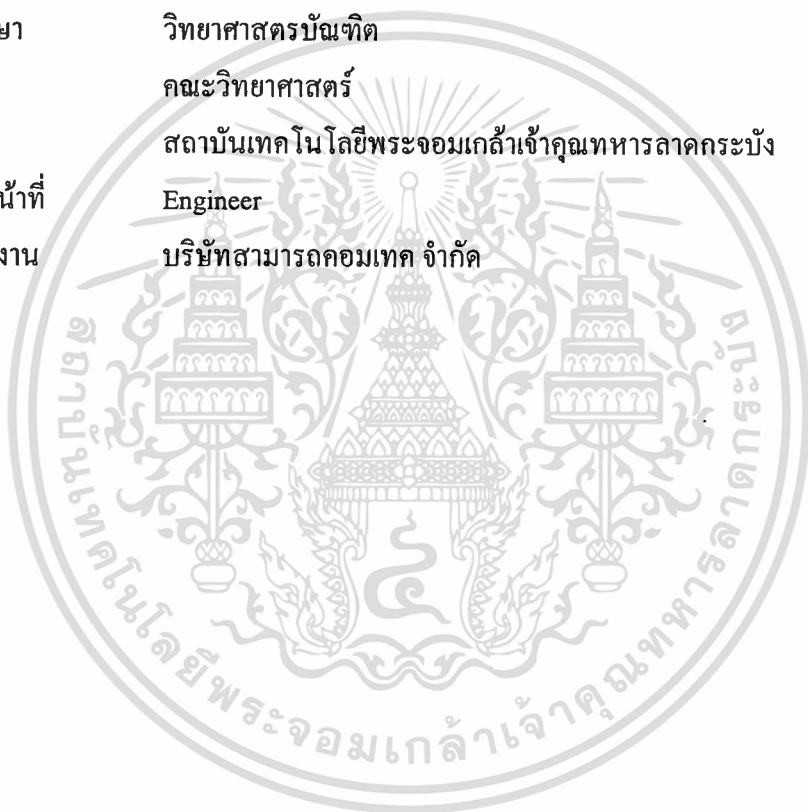 ษา วิทยาศาสตรบัณฑิต
คณะวิทยาศาสตร์
สถาบันเทคโนโลยีพระจอมเกล้าเจ้าคุณทหารลาดกระบัง
น้าที่ Engineer
งาน บริษัทสามารถคอมเทค จำกัด
สถาบันเทคโนโลยีพระจอมเกล้าเจ้าคุณทหารลาดกระบัง
๔